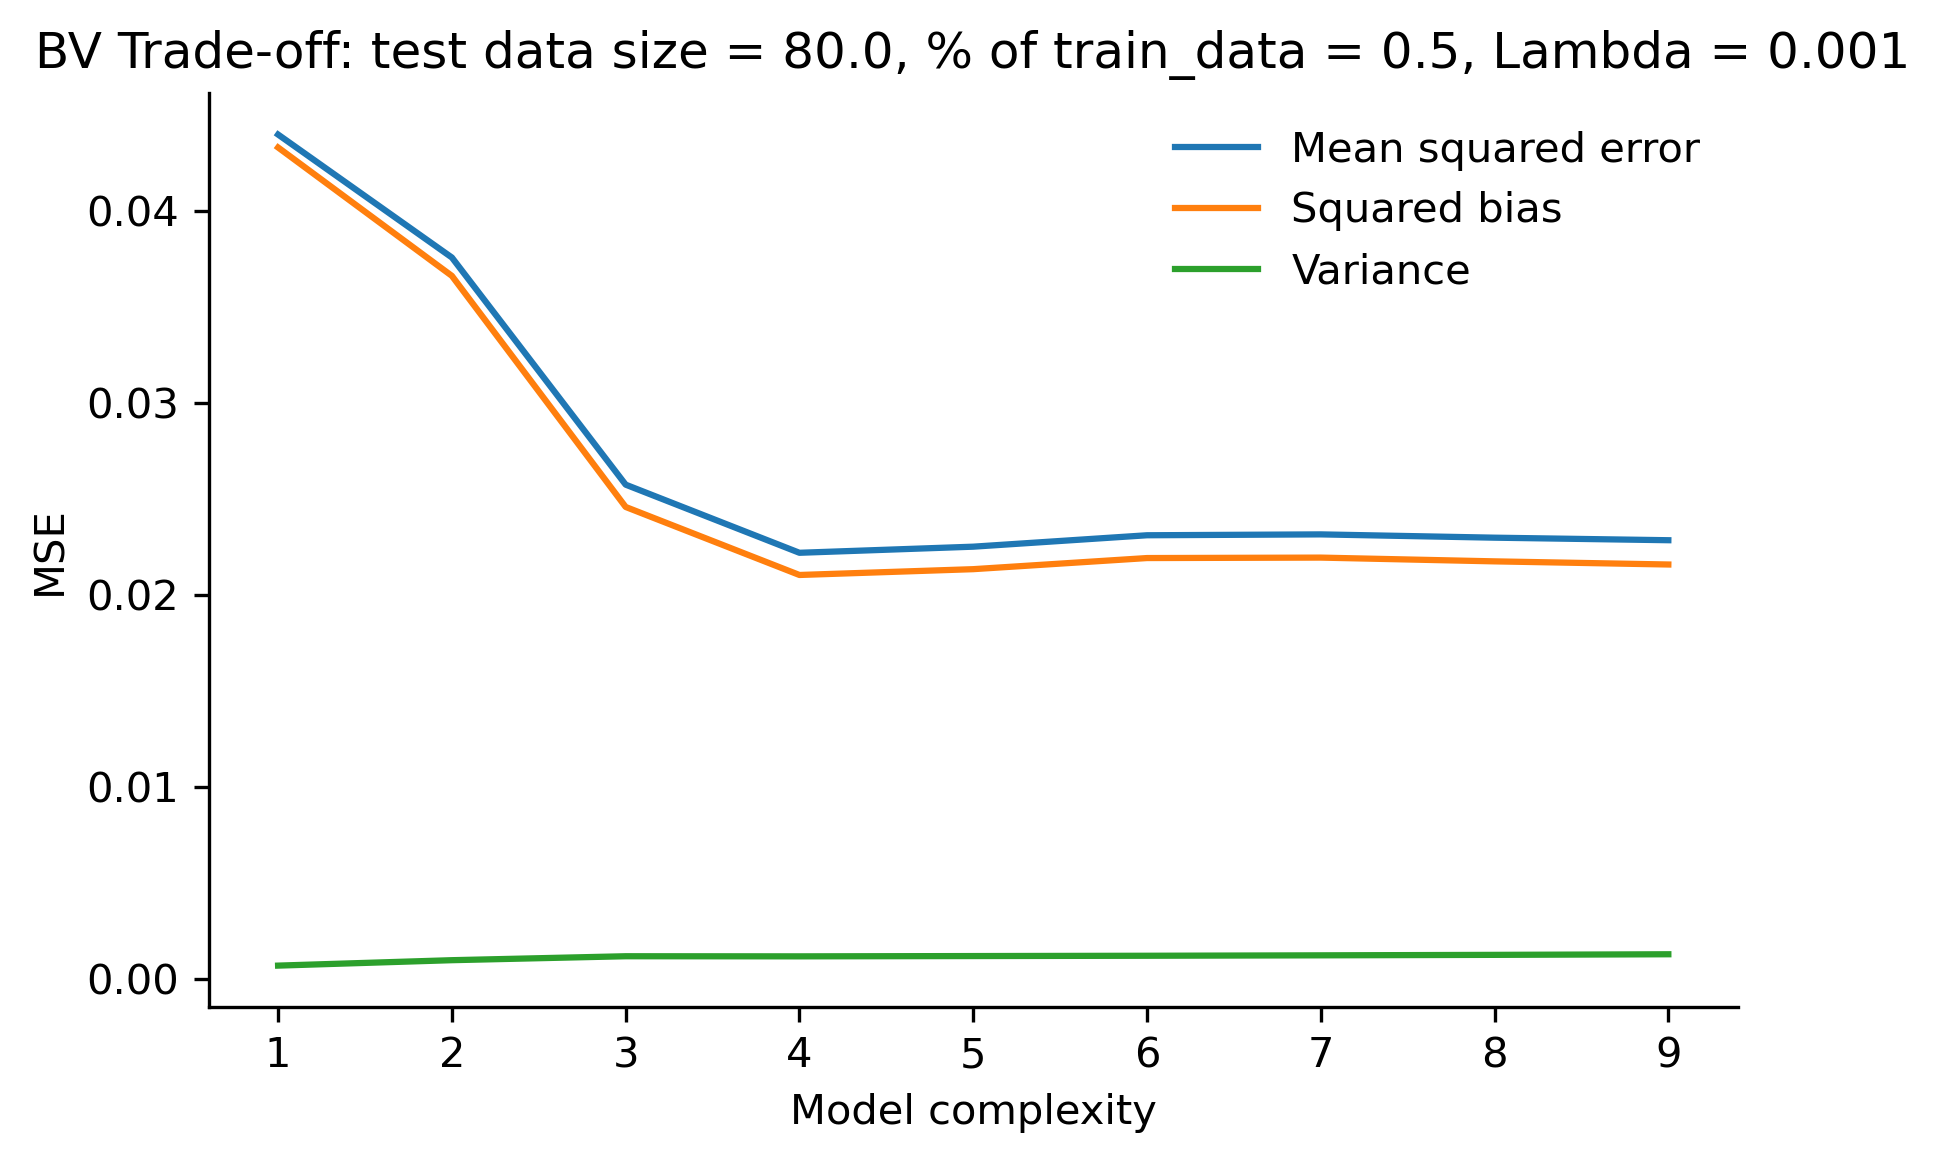 BV Trade-off: test data size = 80.0, % of train_data = 0.5, Lambda = 0.001
Mean squared error
Squared bias
Variance
MSE
0.04
0.03
0.02
0.01
0.00
1 2 3 4 5 6 7 8 9
Model complexity